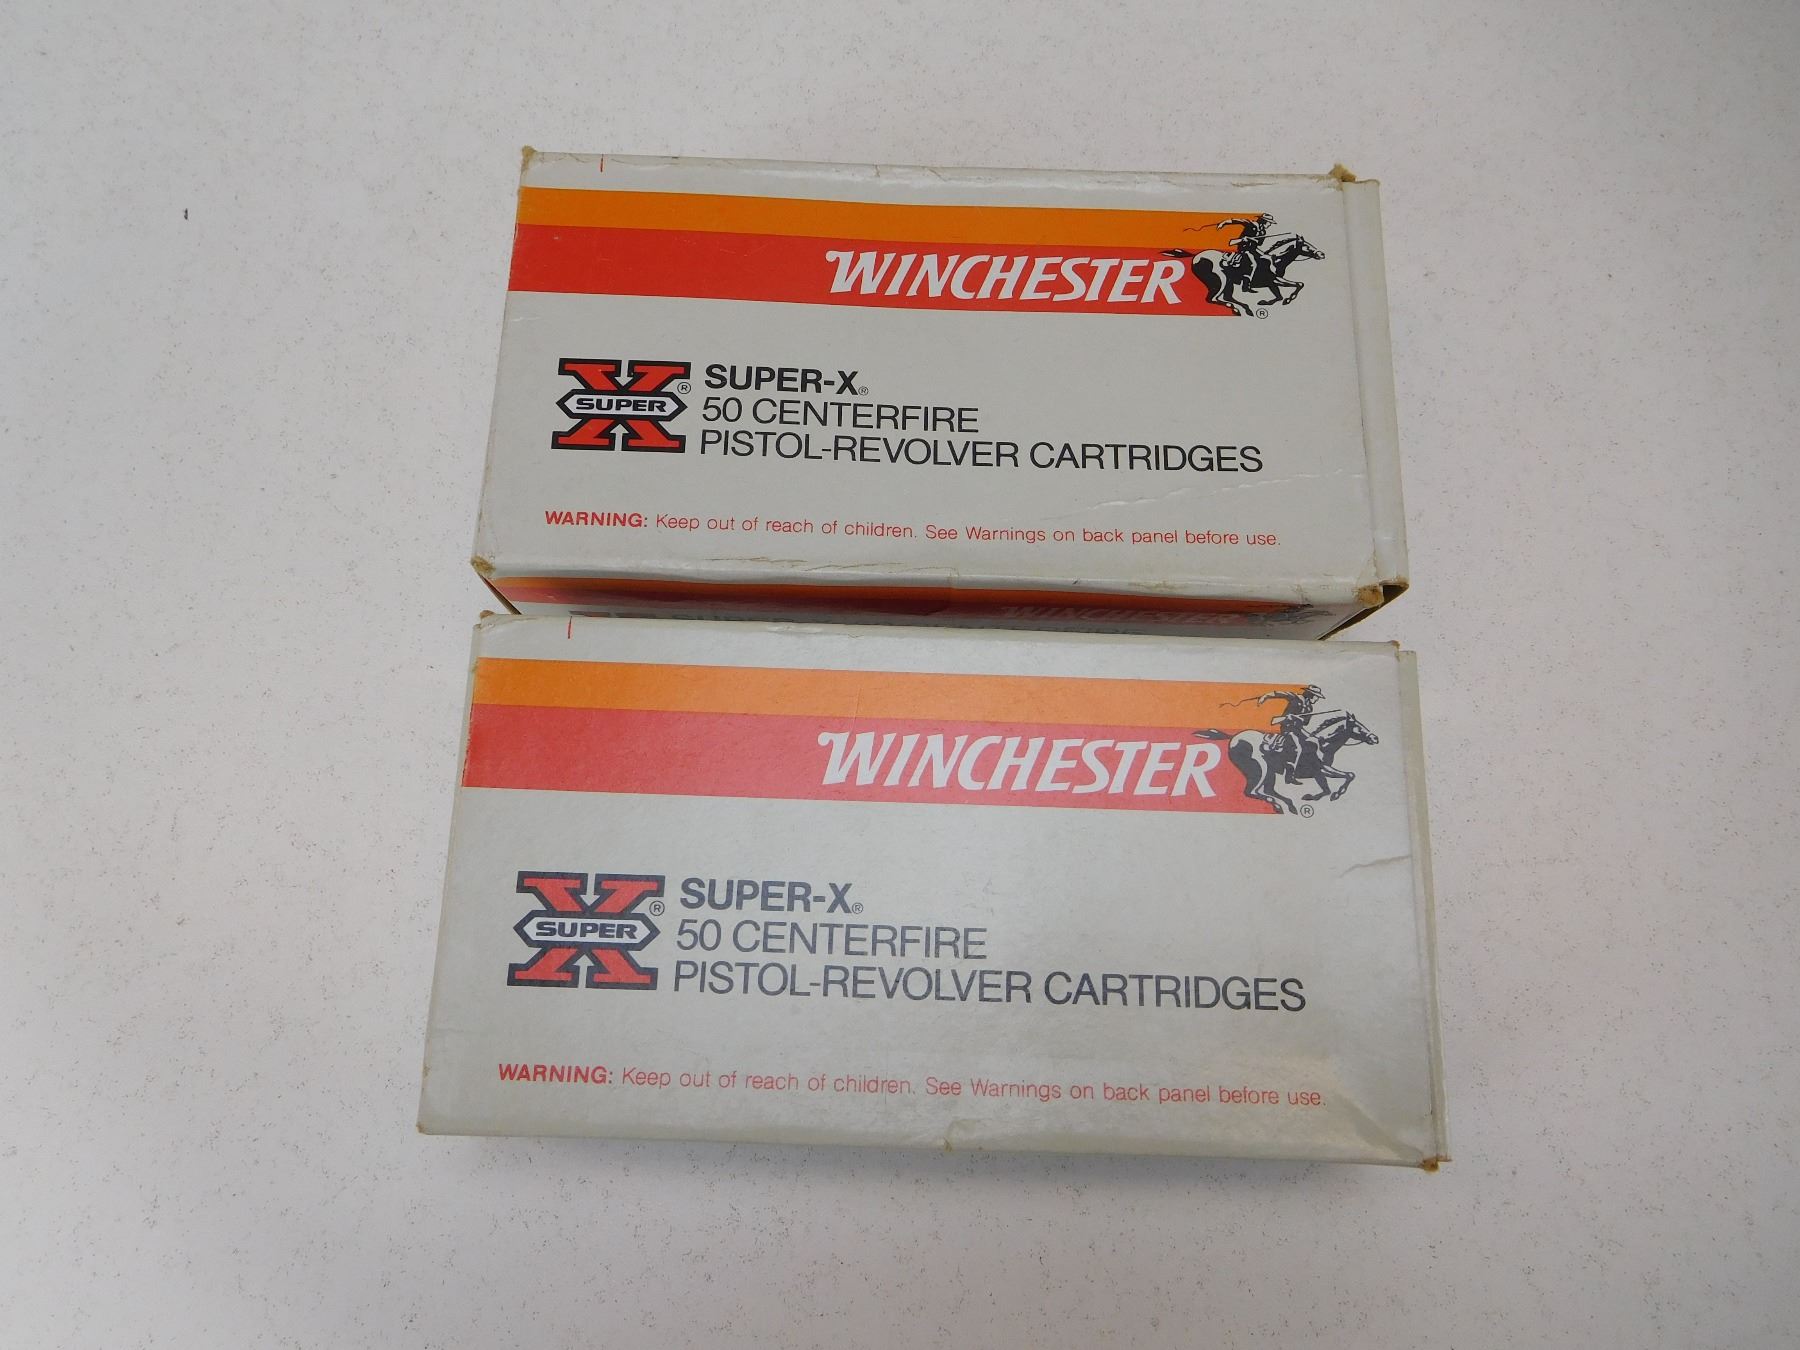 WINCHESTER
®
SUPER ®
SUPER-X®
50 CENTERFIRE
PISTOL-REVOLVER CARTRIDGES
WARNING: Keep out of reach of children. See Warnings on back panel before use.
WINCHESTER
WINCHESTER
®
SUPER ®
SUPER-X®
50 CENTERFIRE
PISTOL-REVOLVER CARTRIDGES
WARNING: Keep out of reach of children. See Warnings on back panel before use.